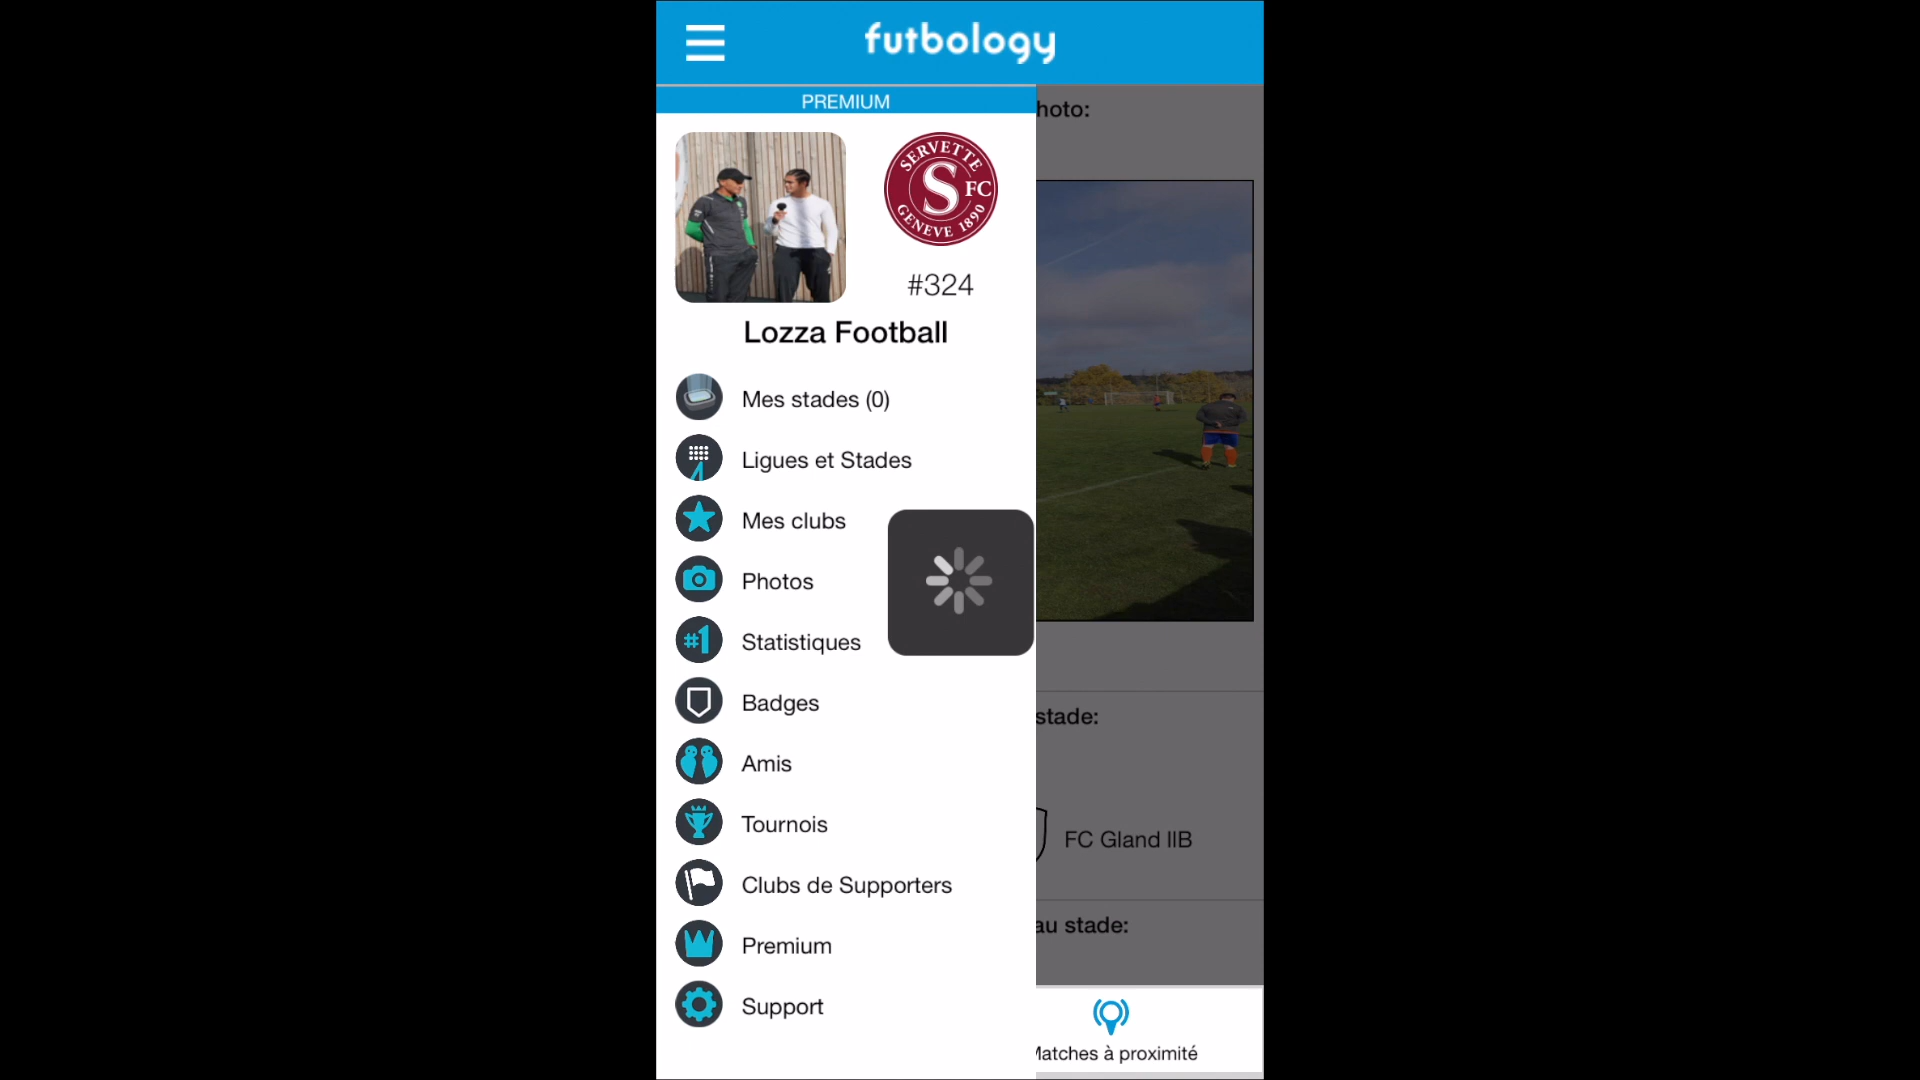 futbology
PREMIUM
hoto:
SERVETTE
S FC
GENEVE 1890
#324
Lozza Football
Mes stades (0)
Ligues et Stades
Mes clubs
Photos
#1
Statistiques
Badges
Amis
Tournois
Clubs de Supporters
Premium
Support
stade:
FC Gland IIB
au stade:
Matches à proximité